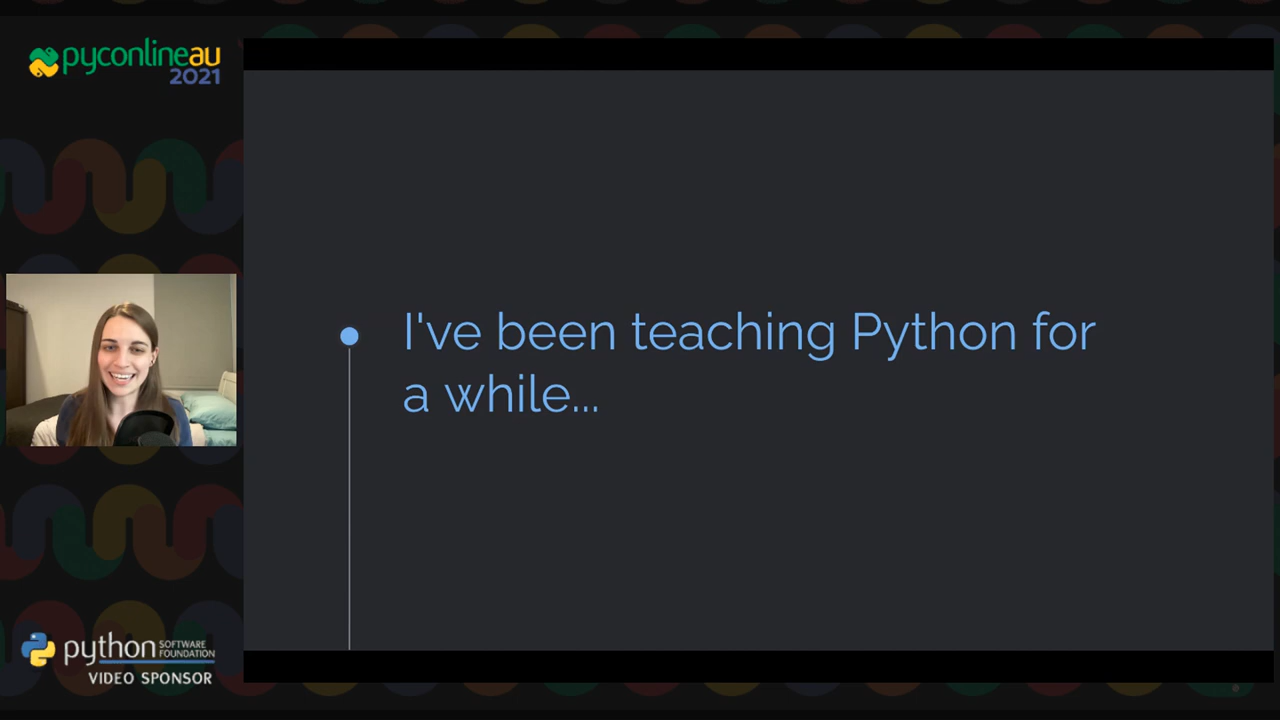 pyconlineau
2021
I've been teaching Python for
a while...
python SOFTWARE
FOUNDATION
VIDEO SPONSOR